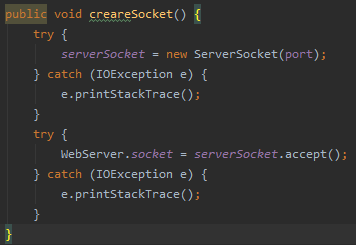 public void creareSocket() {
try {
serverSocket = new ServerSocket(port);
} catch (IOException e) {
e.printStackTrace();
}
try {
WebServer.socket = serverSocket.accept();
} catch (IOException e) {
e.printStackTrace();
}
}